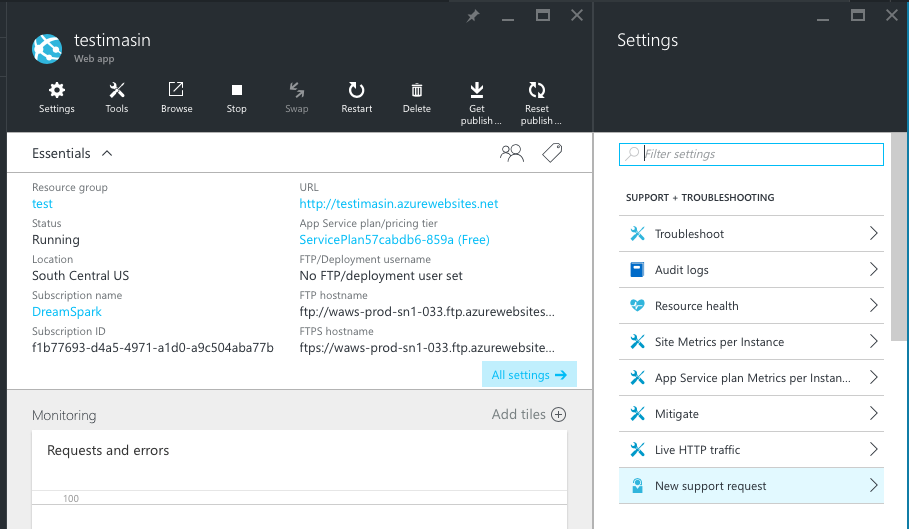 testimasin
Web app
Settings
Tools
Browse
Stop
Swap
Restart
Delete
Get publish...
Reset publish...
Essentials
Resource group
test
Status
Running
Location
South Central US
Subscription name
DreamSpark
Subscription ID
f1b77693-d4a5-4971-a1d0-a9c504aba77b
URL
http://testimasin.azurewebsites.net
App Service plan/pricing tier
ServicePlan57cabdb6-859a (Free)
FTP/Deployment username
No FTP/deployment user set
FTP hostname
ftp://waws-prod-sn1-033.ftp.azurewebsites...
FTPS hostname
ftps://waws-prod-sn1-033.ftp.azurewebsite...
All settings
Monitoring
Add tiles
Requests and errors
100
Settings
Filter settings
SUPPORT + TROUBLESHOOTING
Troubleshoot
Audit logs
Resource health
Site Metrics per Instance
App Service plan Metrics per Instan...
Mitigate
Live HTTP traffic
New support request